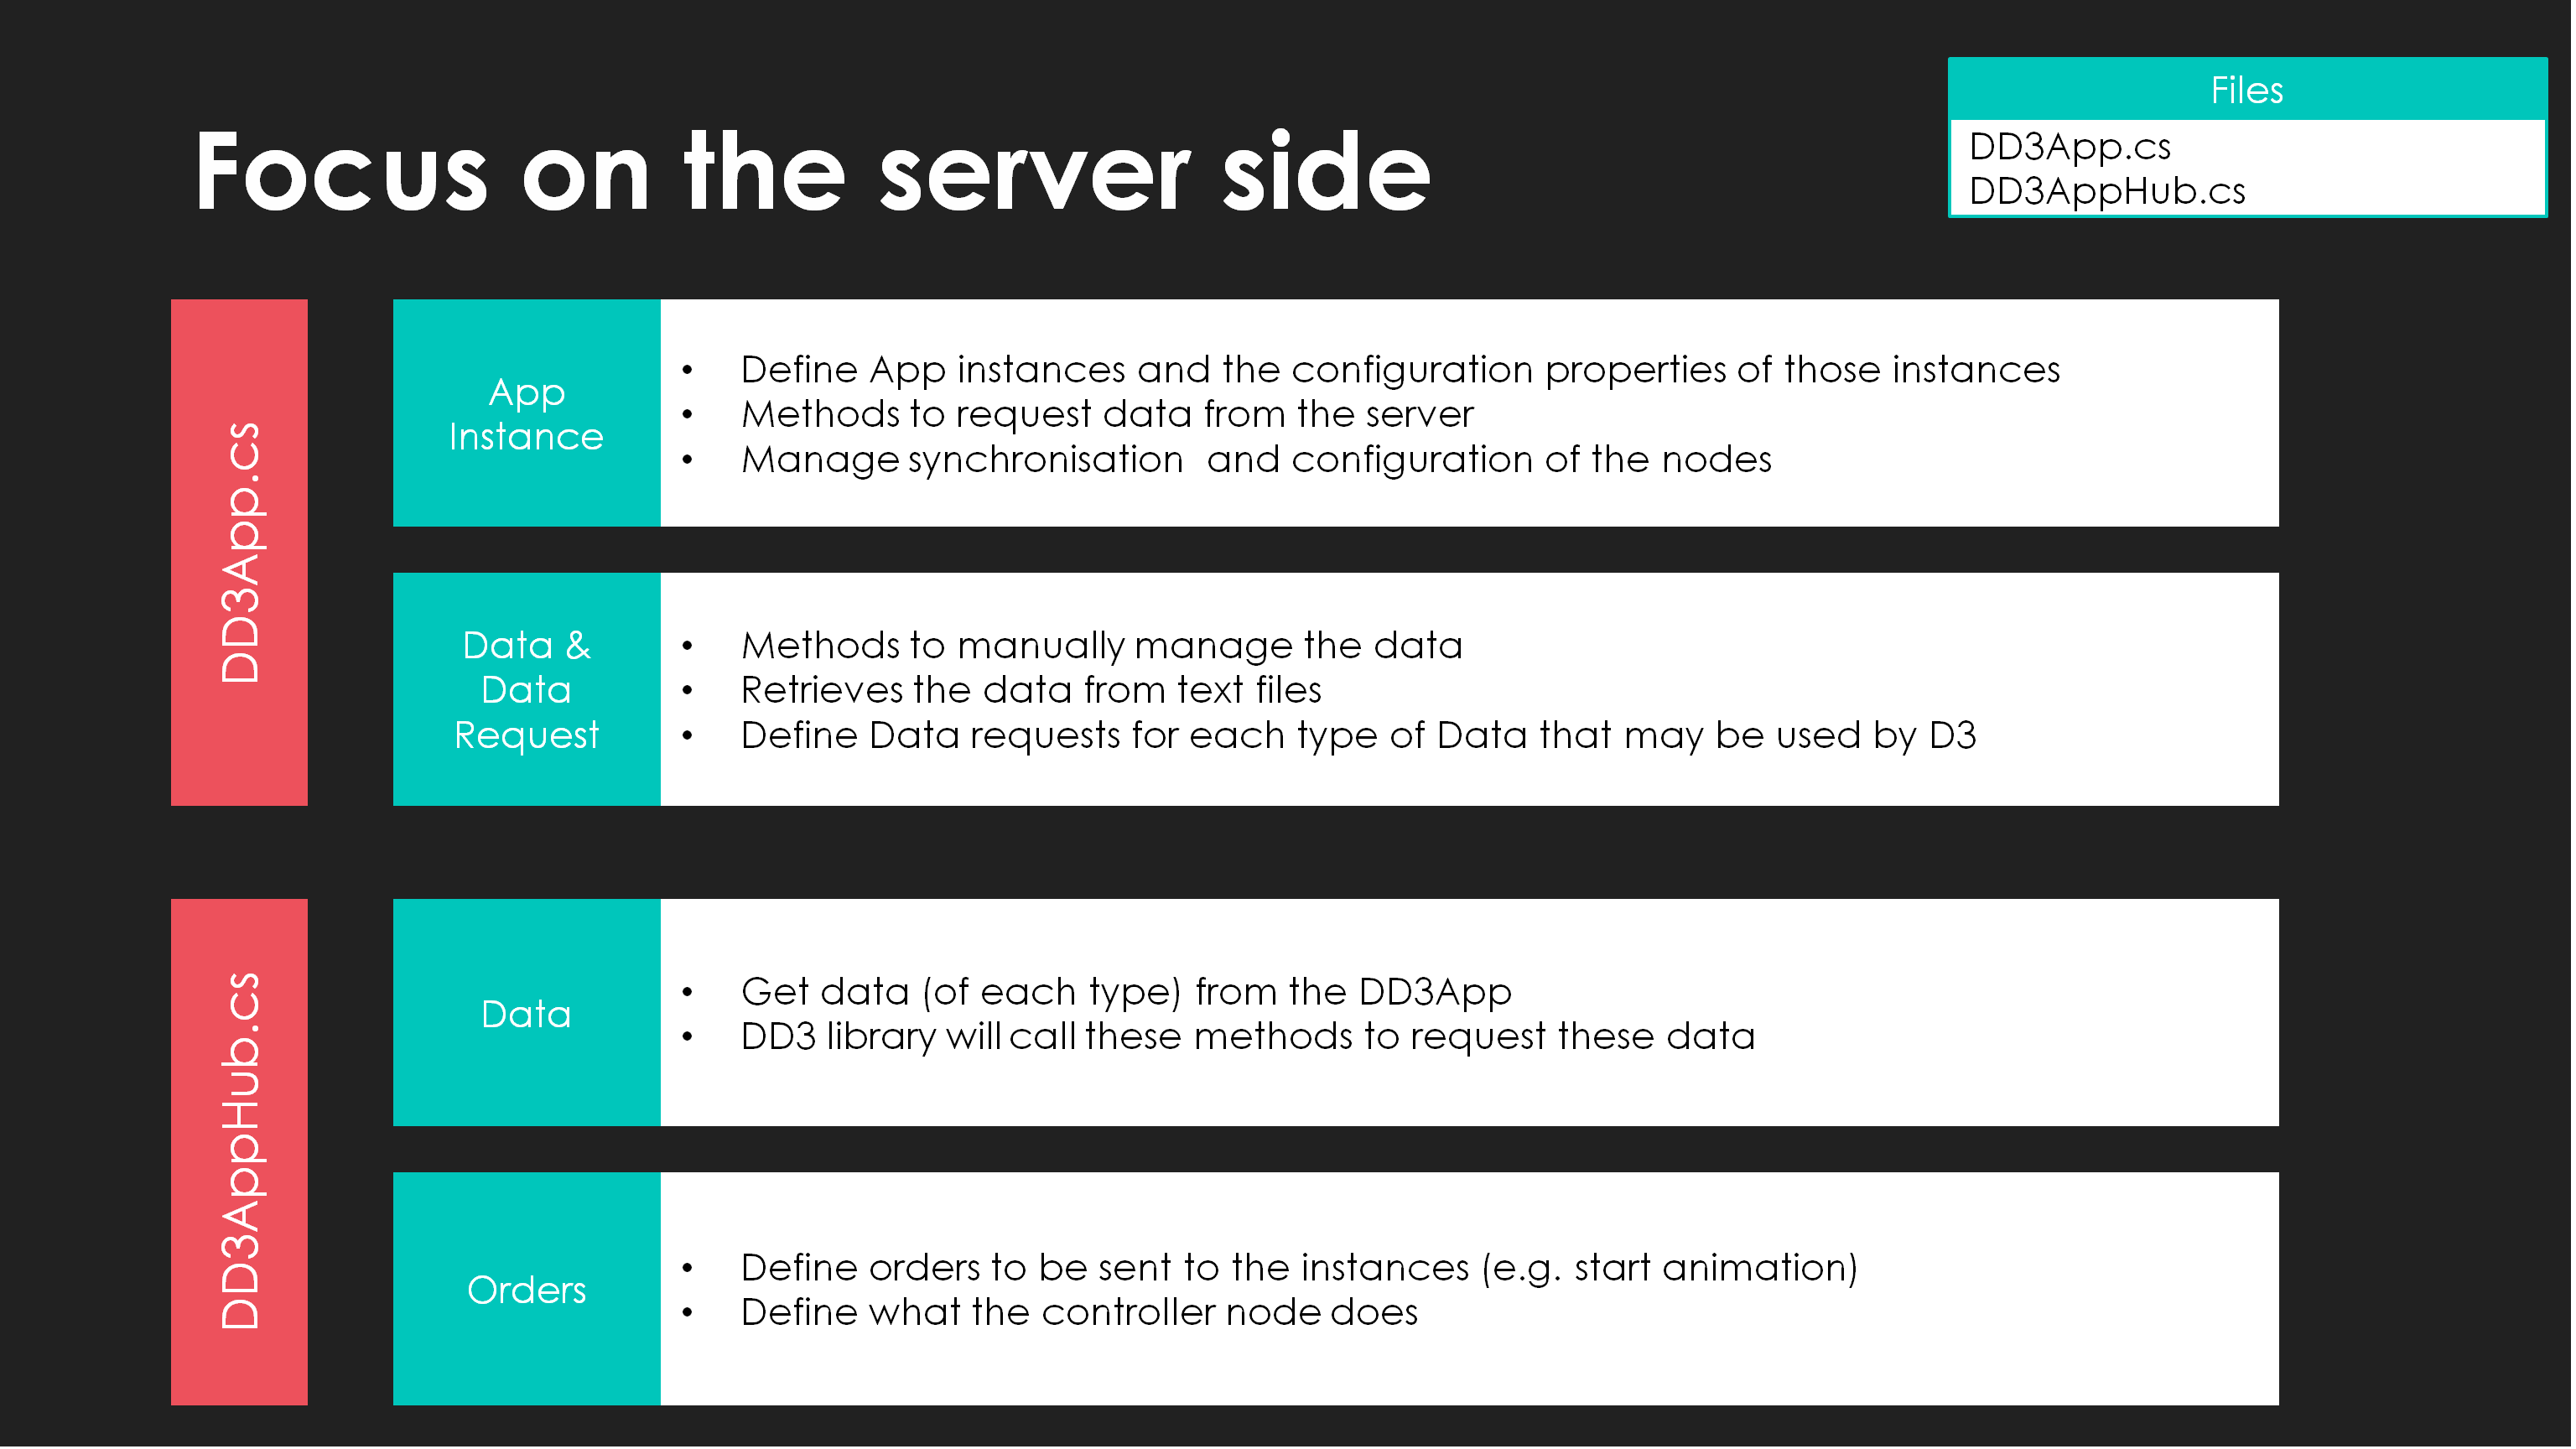 Focus on the server side
Files
DD3App.cs
DD3AppHub.cs
DD3App.cs
App
Instance
• Define App instances and the configuration properties of those instances
• Methods to request data from the server
• Manage synchronisation  and configuration of the nodes
Data &
Data
Request
• Methods to manually manage the data
• Retrieves the data from text files
• Define Data requests for each type of Data that may be used by D3
DD3AppHub.cs
Data
• Get data (of each type) from the DD3App
• DD3 library will call these methods to request these data
Orders
• Define orders to be sent to the instances (e.g. start animation)
• Define what the controller node does